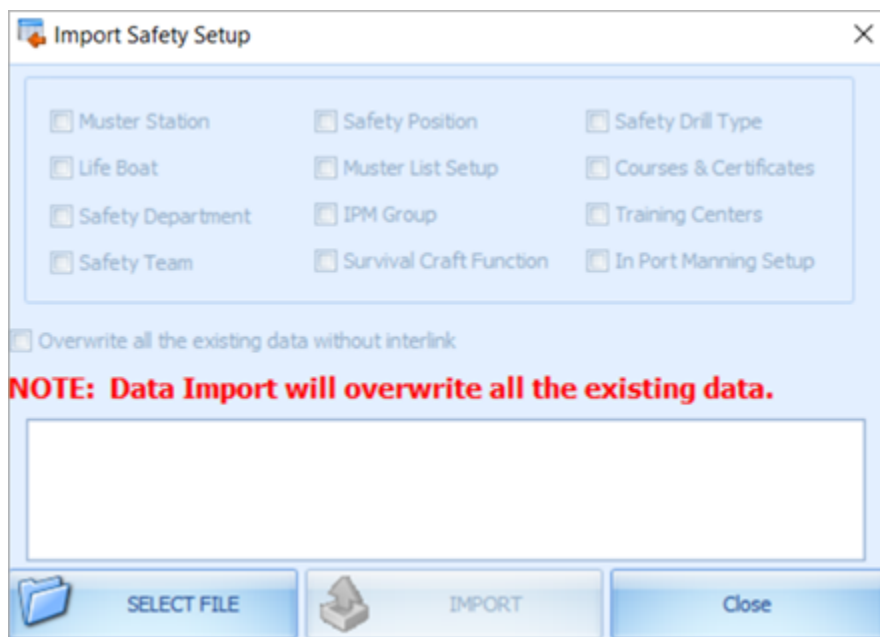 Import Safety Setup
Muster Station
Safety Position
Safety Drill Type
Life Boat
Muster List Setup
Courses & Certificates
Safety Department
IPM Group
Training Centers
Safety Team
Survival Craft Function
In Port Manning Setup
Overwrite all the existing data without interlink
NOTE: Data Import will overwrite all the existing data.
SELECT FILE
IMPORT
Close